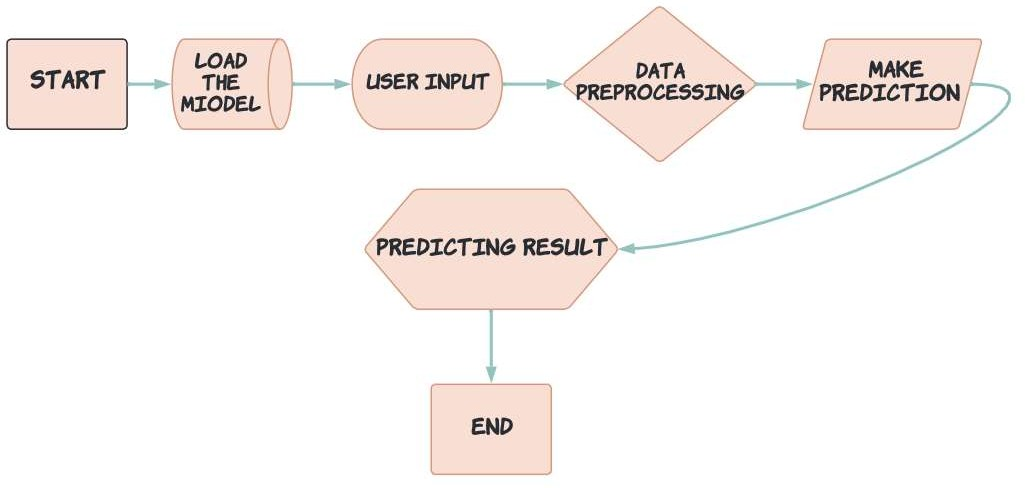 START
LOAD
THE
MIODEL
USER INPUT
DATA
PREPROCESSING
MAKE
PREDICTION
PREDICTING RESULT
END